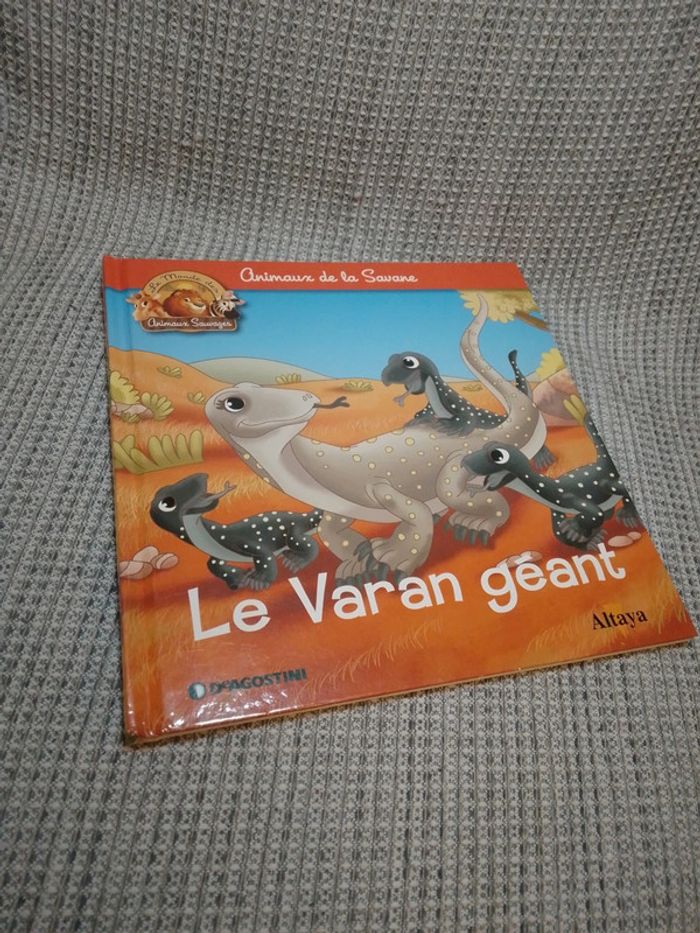 Le Monde des
Animaux Sauvages
Animaux de la Savane
Le Varan géant
Altaya
DeAGOSTINI